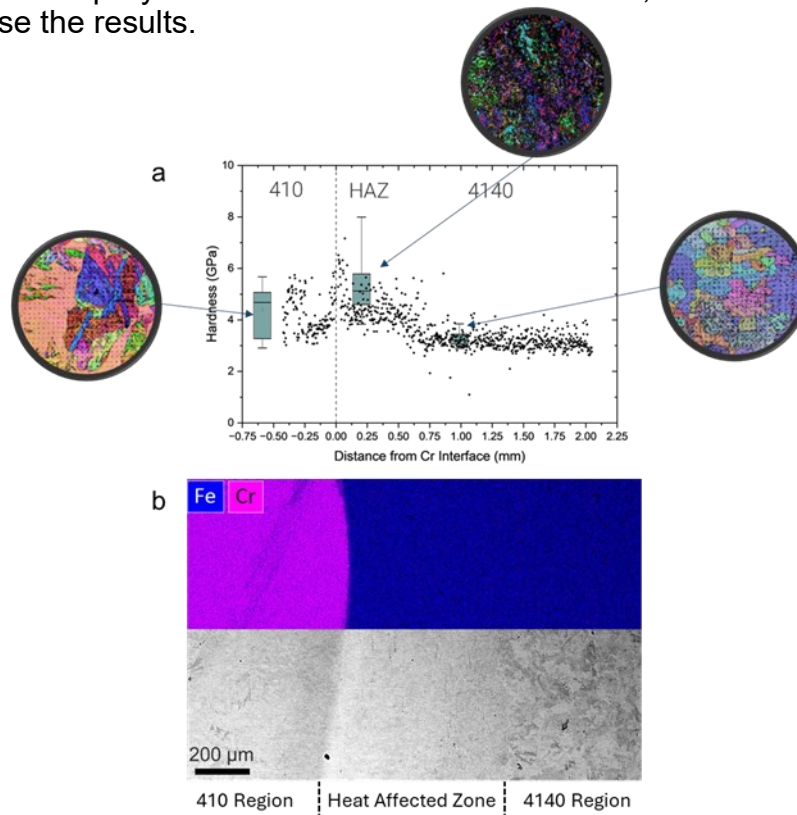 se the results.
a
10
410
HAZ
4140
8
6
4
2
0
Hardness (GPa)
−0.75 −0.50 −0.25 0.00 0.25 0.50 0.75 1.00 1.25 1.50 1.75 2.00 2.25
Distance from Cr Interface (mm)
b
Fe Cr
200 µm
410 Region Heat Affected Zone 4140 Region